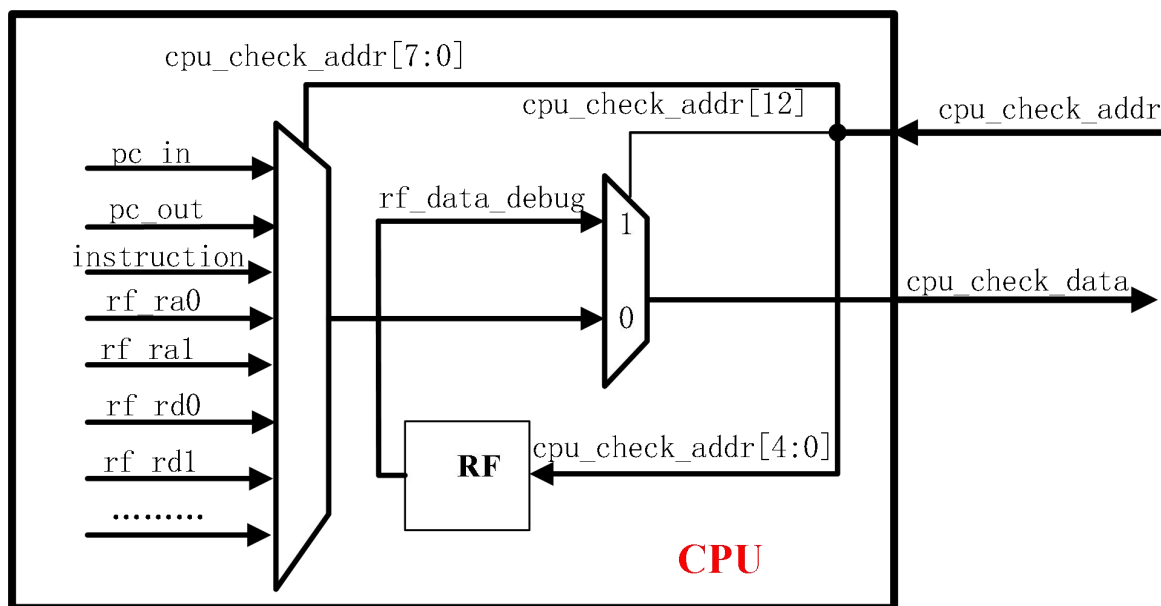 cpu_check_addr[7:0]
cpu_check_addr[12]
cpu_check_addr
pc_in
rf_data_debug
pc_out
1
instruction
cpu_check_data
rf_ra0
0
rf_ra1
rf_rd0
cpu_check_addr[4:0]
rf_rd1
RF
.........
CPU